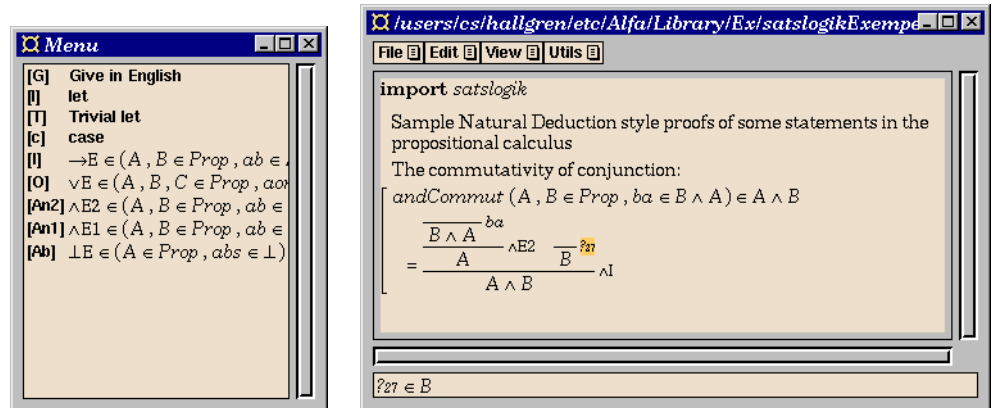 Menu
[G] Give in English
[l] let
[T] Trivial let
[c] case
[I] →E ∈ (A , B ∈ Prop , ab ∈
[O] ∨E ∈ (A , B , C ∈ Prop , aor
[An2] ∧E2 ∈ (A , B ∈ Prop , ab ∈
[An1] ∧E1 ∈ (A , B ∈ Prop , ab ∈
[Ab] ⊥E ∈ (A ∈ Prop , abs ∈ ⊥)
/users/cs/hallgren/etc/Alfa/Library/Ex/satslogikExempe
File Edit View Utils
import satslogik
Sample Natural Deduction style proofs of some statements in the
propositional calculus
The commutativity of conjunction:
andCommut (A , B ∈ Prop , ba ∈ B ∧ A) ∈ A ∧ B
ba
B ∧ A ∧E2 ?27
= A B ∧I
A ∧ B
?27 ∈ B